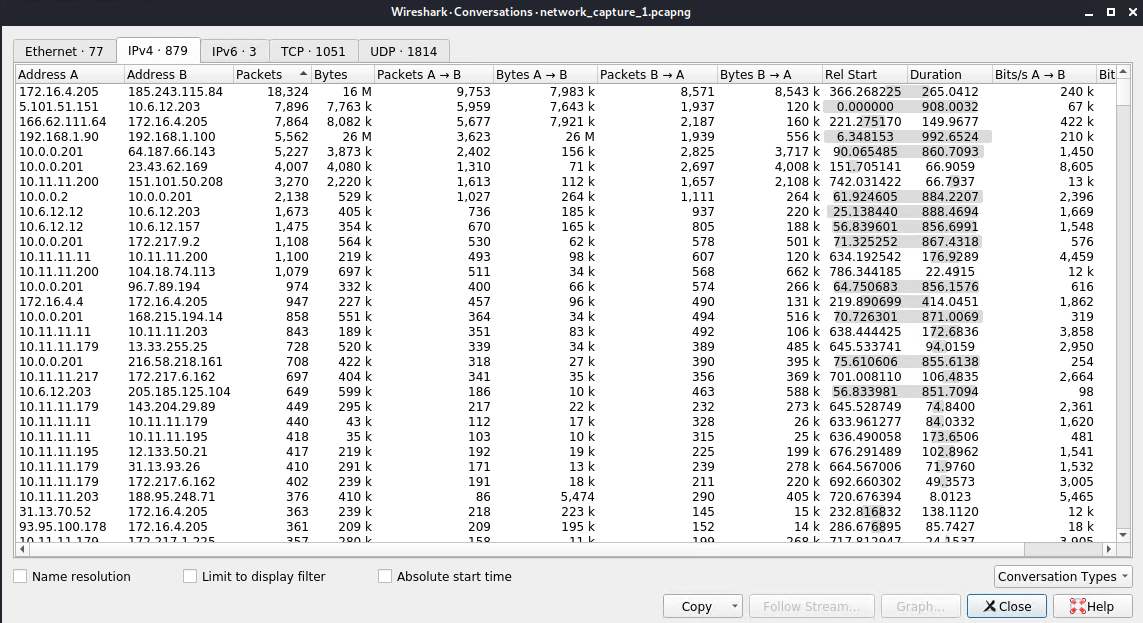 Wireshark · Conversations · network_capture_1.pcapng
Ethernet · 77 IPv4 · 879 IPv6 · 3 TCP · 1051 UDP · 1814
Address A Address B Packets Bytes Packets A → B Bytes A → B Packets B → A Bytes B → A Rel Start Duration Bits/s A → B Bit
172.16.4.205 185.243.115.84 18,324 16 M 9,753 7,983 k 8,571 8,543 k 366.268225 265.0412 240 k
5.101.51.151 10.6.12.203 7,896 7,763 k 5,959 7,643 k 1,937 120 k 0.000000 908.0032 67 k
166.62.111.64 172.16.4.205 7,864 8,082 k 5,677 7,921 k 2,187 160 k 221.275170 149.9677 422 k
192.168.1.90 192.168.1.100 5,562 26 M 3,623 26 M 1,939 556 k 6.348153 992.6524 210 k
10.0.0.201 64.187.66.143 5,227 3,873 k 2,402 156 k 2,825 3,717 k 90.065485 860.7093 1,450
10.0.0.201 23.43.62.169 4,007 4,080 k 1,310 71 k 2,697 4,008 k 151.705141 66.9059 8,605
10.11.11.200 151.101.50.208 3,270 2,220 k 1,613 112 k 1,657 2,108 k 742.031422 66.7937 13 k
10.0.0.2 10.0.0.201 2,138 529 k 1,027 264 k 1,111 264 k 61.924605 884.2207 2,396
10.6.12.12 10.6.12.203 1,673 405 k 736 185 k 937 220 k 25.138440 888.4694 1,669
10.6.12.12 10.6.12.157 1,475 354 k 670 165 k 805 188 k 56.839601 856.6991 1,548
10.0.0.201 172.217.9.2 1,108 564 k 530 62 k 578 501 k 71.325252 867.4318 576
10.11.11.11 10.11.11.200 1,100 219 k 493 98 k 607 120 k 634.192542 176.9289 4,459
10.11.11.200 104.18.74.113 1,079 697 k 511 34 k 568 662 k 786.344185 22.4915 12 k
10.0.0.201 96.7.89.194 974 332 k 400 66 k 574 266 k 64.750683 856.1576 616
172.16.4.4 172.16.4.205 947 227 k 457 96 k 490 131 k 219.890699 414.0451 1,862
10.0.0.201 168.215.194.14 858 551 k 364 34 k 494 516 k 70.726301 871.0069 319
10.11.11.11 10.11.11.203 843 189 k 351 83 k 492 106 k 638.444425 172.6836 3,858
10.11.11.179 13.33.255.25 728 520 k 339 34 k 389 485 k 645.533741 94.0159 2,950
10.0.0.201 216.58.218.161 708 422 k 318 27 k 390 395 k 75.610606 855.6138 254
10.11.11.217 172.217.6.162 697 404 k 341 35 k 356 369 k 701.008110 106.4835 2,664
10.6.12.203 205.185.125.104 649 599 k 186 10 k 463 588 k 56.833981 851.7094 98
10.11.11.179 143.204.29.89 449 295 k 217 22 k 232 273 k 645.528749 74.8400 2,361
10.11.11.11 10.11.11.179 440 43 k 112 17 k 328 26 k 633.961277 84.0332 1,620
10.11.11.11 10.11.11.195 418 35 k 103 10 k 315 25 k 636.490058 173.6506 481
10.11.11.195 12.133.50.21 417 219 k 192 19 k 225 199 k 676.291489 102.8962 1,541
10.11.11.179 31.13.93.26 410 291 k 171 13 k 239 278 k 664.567006 71.9760 1,532
10.11.11.179 172.217.6.162 402 239 k 191 18 k 211 220 k 692.660302 49.3573 3,005
10.11.11.203 188.95.248.71 376 410 k 86 5,474 290 405 k 720.676394 8.0123 5,465
31.13.70.52 172.16.4.205 363 239 k 218 223 k 145 15 k 232.816832 138.1120 12 k
93.95.100.178 172.16.4.205 361 209 k 209 195 k 152 14 k 286.676895 85.7427 18 k
10.11.11.179 172.217.1.225 357 280 k 158 11 k 199 268 k 717.812947 24.1537 3,905
Name resolution Limit to display filter Absolute start time Conversation Types
Copy Follow Stream... Graph... Close Help